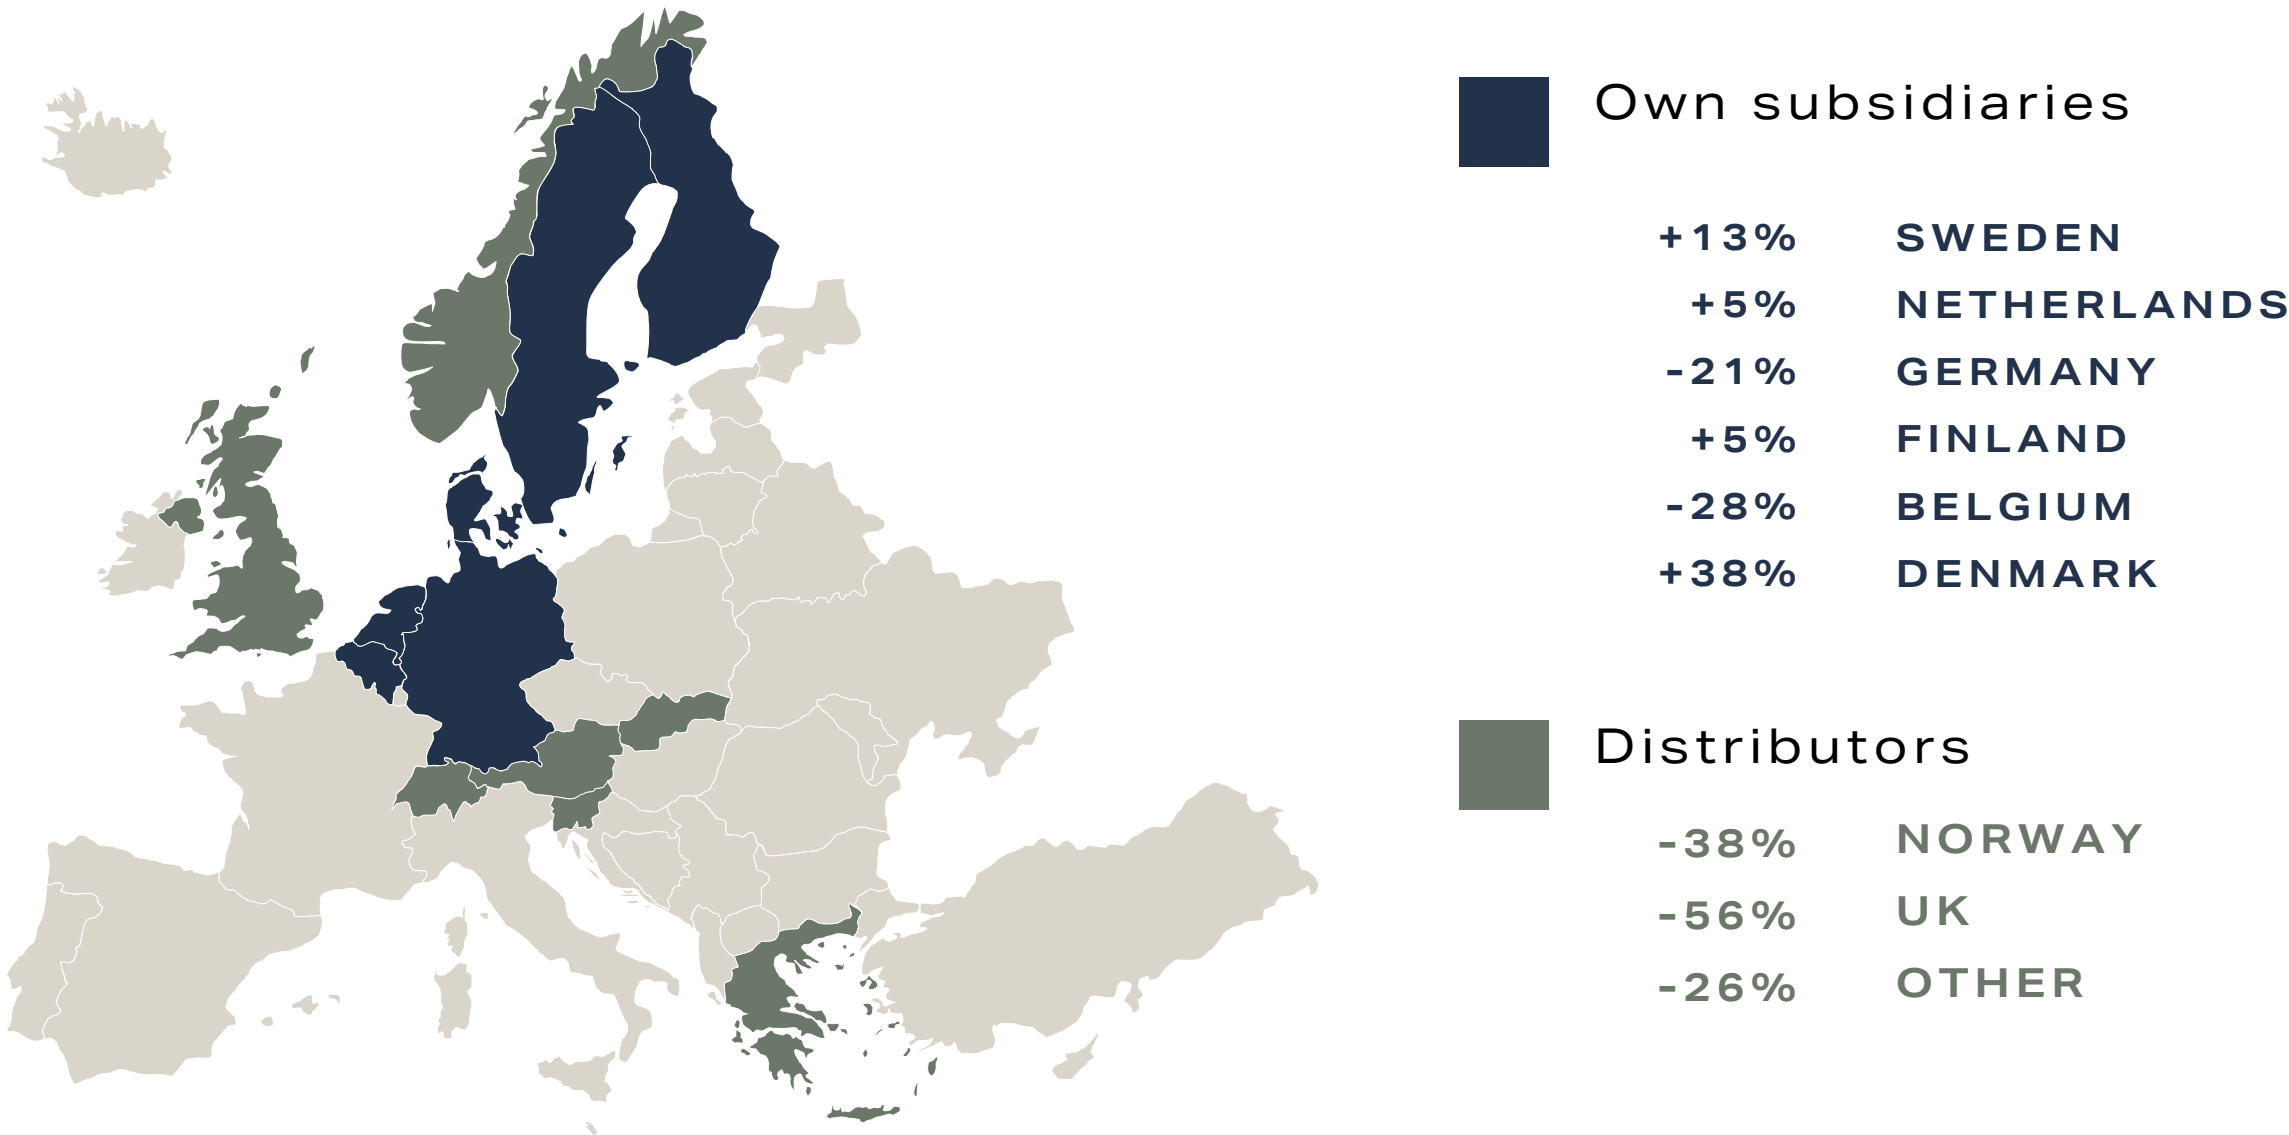 Own subsidiaries
+13% SWEDEN
+5% NETHERLANDS
-21% GERMANY
+5% FINLAND
-28% BELGIUM
+38% DENMARK
Distributors
-38% NORWAY
-56% UK
-26% OTHER